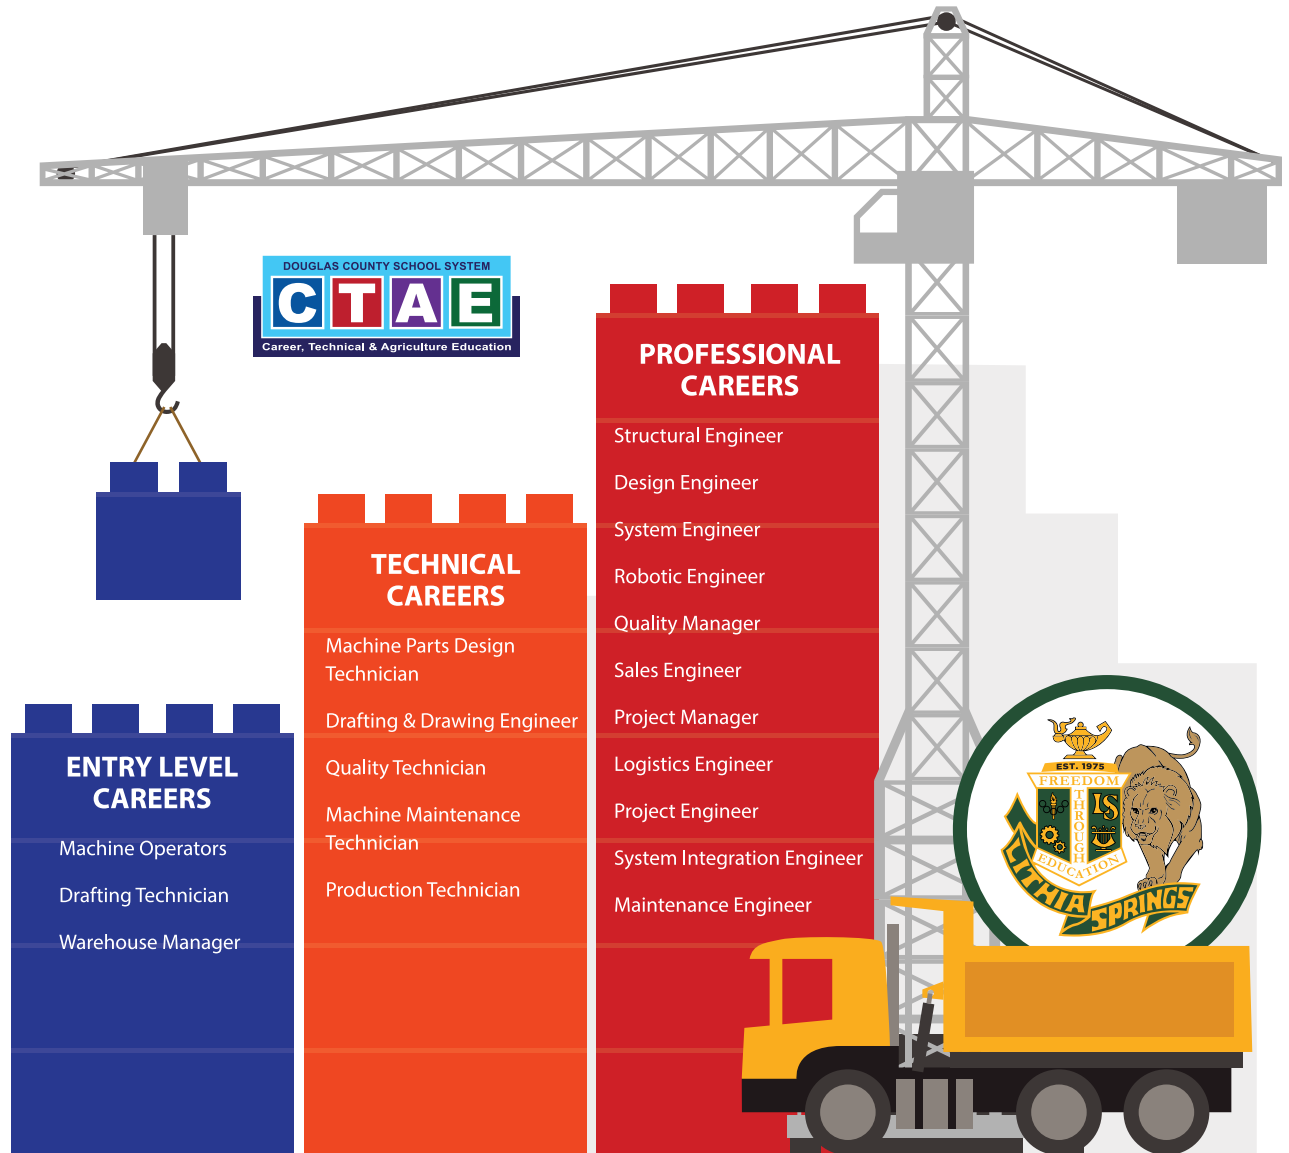 DOUGLAS COUNTY SCHOOL SYSTEM
CTAE
Career, Technical & Agriculture Education
ENTRY LEVEL
CAREERS
Machine Operators
Drafting Technician
Warehouse Manager
TECHNICAL
CAREERS
Machine Parts Design
Technician
Drafting & Drawing Engineer
Quality Technician
Machine Maintenance
Technician
Production Technician
PROFESSIONAL
CAREERS
Structural Engineer
Design Engineer
System Engineer
Robotic Engineer
Quality Manager
Sales Engineer
Project Manager
Logistics Engineer
Project Engineer
System Integration Engineer
Maintenance Engineer
EST. 1975
FREEDOM
THROUGH
EDUCATION
LS
LITHIA
SPRINGS